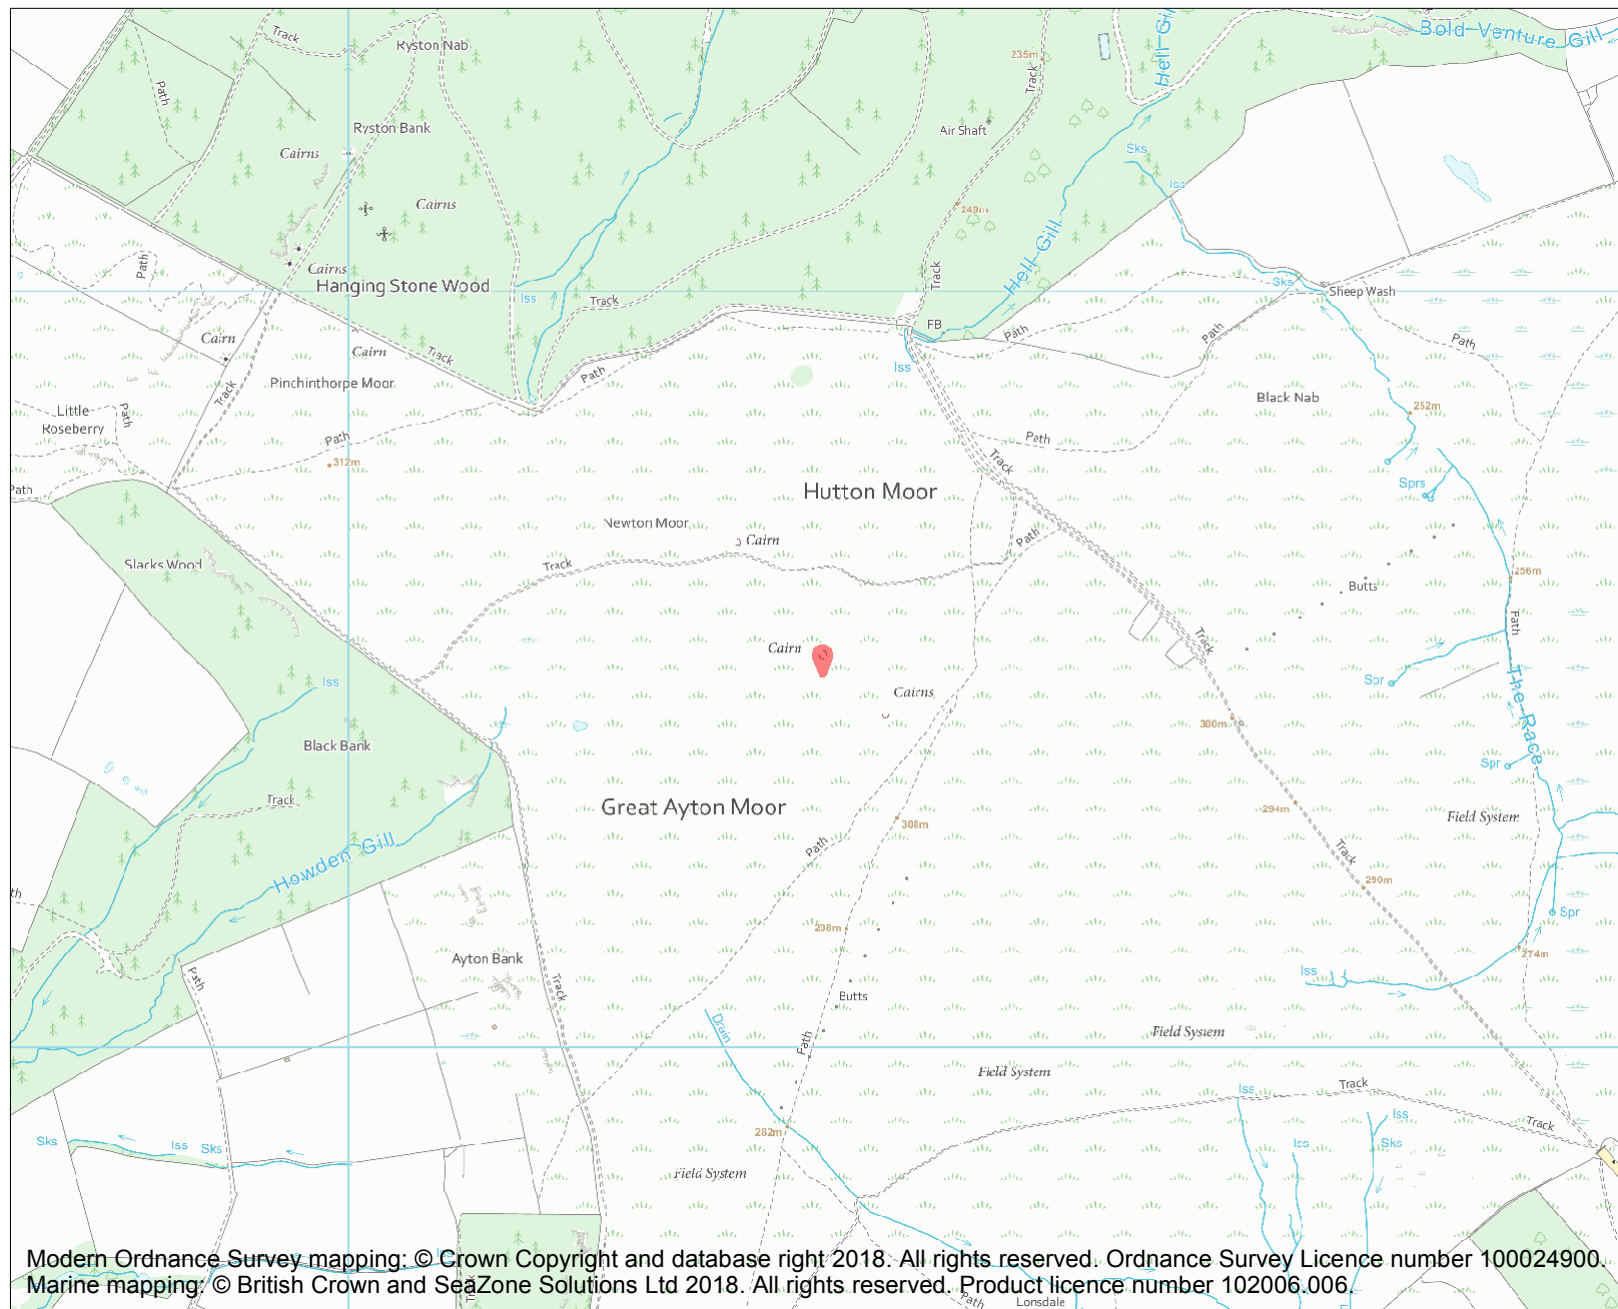 Bold Venture Gill
Hell Gi
Track
Ryston Nab
235m
Track
Path
Air Shaft
Ryston Bank
Cairns
Sks
Iss
Cairns
249m
Hell Gill
Path
Cairns
Hanging Stone Wood
Track
Sks
Sheep Wash
Iss
Track
FB
Path
Path
Path
Cairn
Cairn
Track
Iss
Path
Pinchinthorpe Moor
Track
Black Nab
252m
Little
Roseberry
Path
Path
Path
312m
Track
Path
Sprs
Hutton Moor
Newton Moor
Cairn
Path
Slacks Wood
Track
256m
Butts
Path
Track
Cairn
Spr
Iss
Cairns
The Race
300m
Black Bank
Spr
Track
Great Ayton Moor
294m
Field System
308m
Path
Track
Howden Gill
290m
th
Spr
298m
Ayton Bank
274m
Path
Track
Iss
Butts
Drain
Field System
Path
Field System
Iss
Track
Iss
Track
282m
Sks
Iss
Sks
Iss
Sks
Field System
Iss
Modern Ordnance Survey mapping: © Crown Copyright and database right 2018. All rights reserved. Ordnance Survey Licence number 100024900.
Marine mapping: © British Crown and SeaZone Solutions Ltd 2018. All rights reserved. Product licence number 102006.006.
Track
Path
Lonsdale